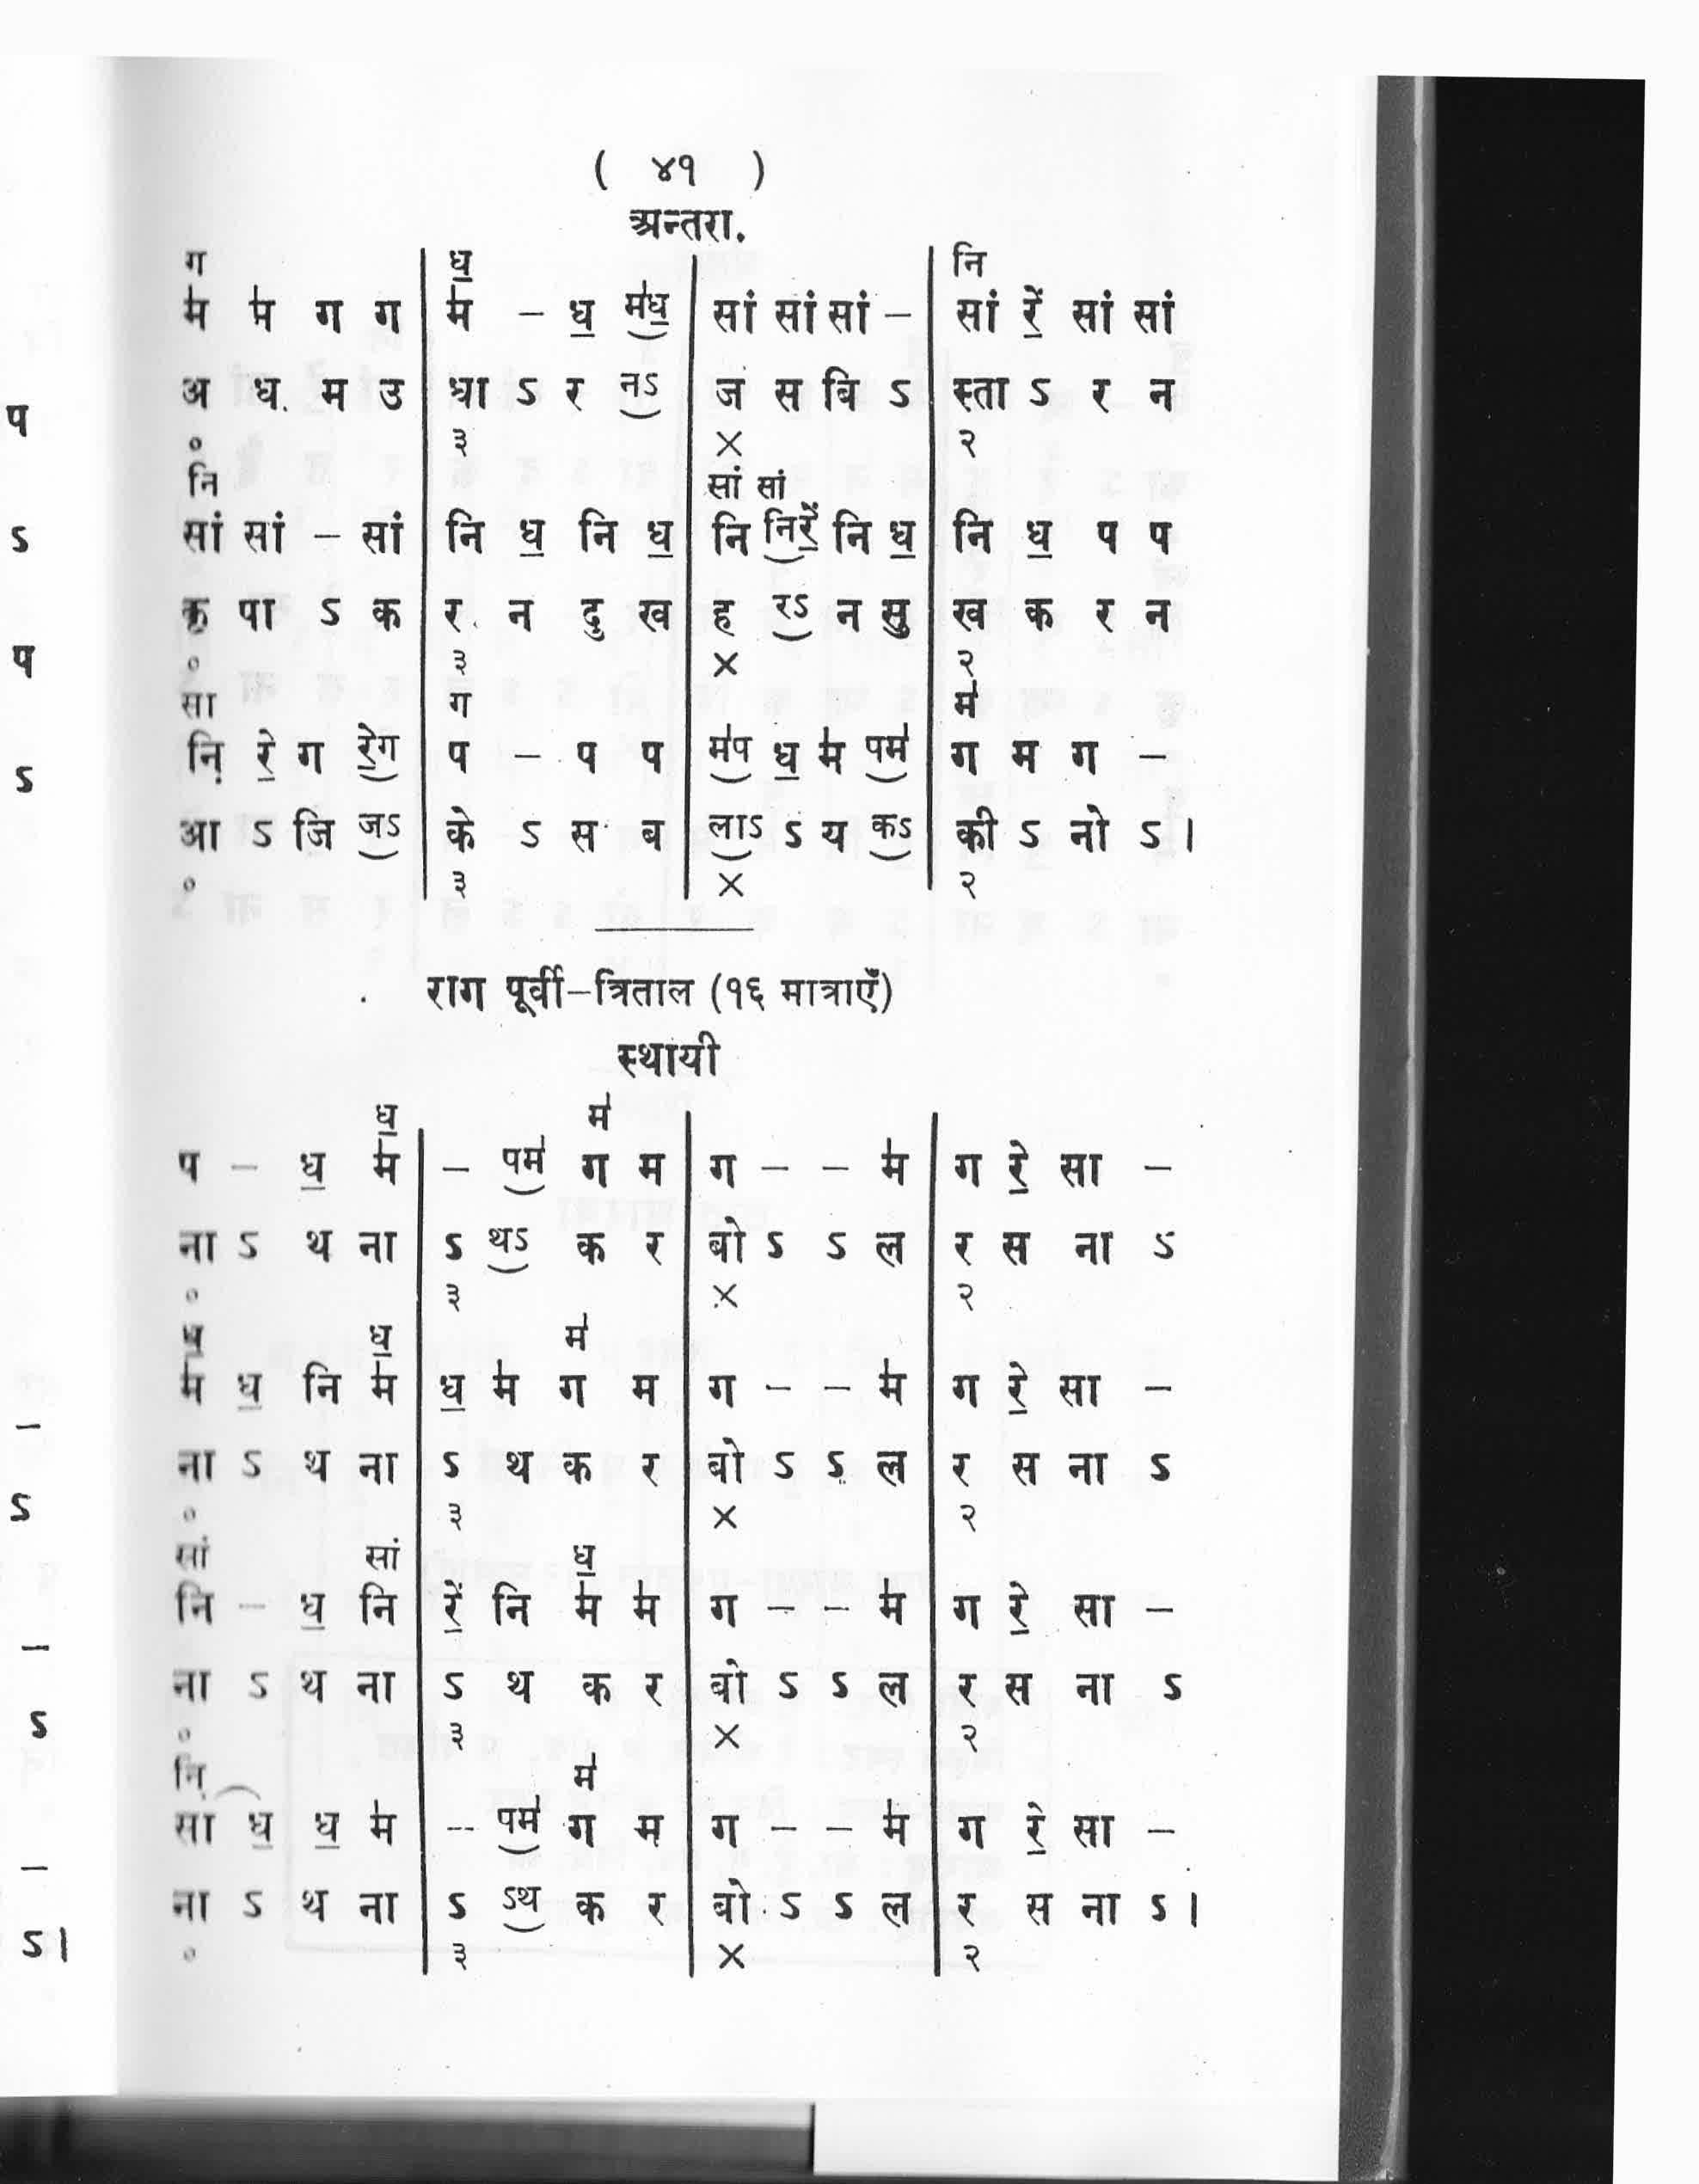 ( ४१ )
अन्तरा.
ग ध॒ नि
म॑ म॑ ग ग | म॑ – ध॒ म॑ध॒ | सां सां सां – | सां रें॒ सां सां
अ ध. म उ | धा ऽ र नऽ | ज स बि ऽ | स्ता ऽ र न
० ३ × २
नि सां सां
सां सां – सां | नि ध॒ नि ध॒ | नि निरें॒ नि ध॒ | नि ध॒ प प
कृ पा ऽ क | र न दु ख | ह रऽ न सु | ख क र न
० ३ × २
सा ग म॑
नि़ रे॒ ग रे॒ग | प – प प | म॑प ध॒ म॑ पम॑ | ग म ग –
आ ऽ जि जऽ | के ऽ स ब | लाऽ ऽ य कऽ | की ऽ नो ऽ।
० ३ × २
राग पूर्वी–त्रिताल (१६ मात्राएँ)
स्थायी
ध॒ म॑
प – ध॒ म॑ | – पम॑ ग म | ग – – म॑ | ग रे॒ सा –
ना ऽ थ ना | ऽ थऽ क र | बो ऽ ऽ ल | र स ना ऽ
० ३ × २
ध॒ ध॒ म॑
म॑ ध॒ नि म॑ | ध॒ म॑ ग म | ग – – म॑ | ग रे॒ सा –
ना ऽ थ ना | ऽ थ क र | बो ऽ ऽ ल | र स ना ऽ
० ३ × २
सां सां ध॒
नि – ध॒ नि | रें॒ नि म॑ म॑ | ग – – म॑ | ग रे॒ सा –
ना ऽ थ ना | ऽ थ क र | बो ऽ ऽ ल | र स ना ऽ
० ३ × २
नि़ म॑
सा ध॒ ध॒ म॑ | – पम॑ ग म | ग – – म॑ | ग रे॒ सा –
ना ऽ थ ना | ऽ ऽथ क र | बो ऽ ऽ ल | र स ना ऽ।
० ३ × २
प
ऽ
प
ऽ
–
ऽ
–
ऽ
–
ऽ।